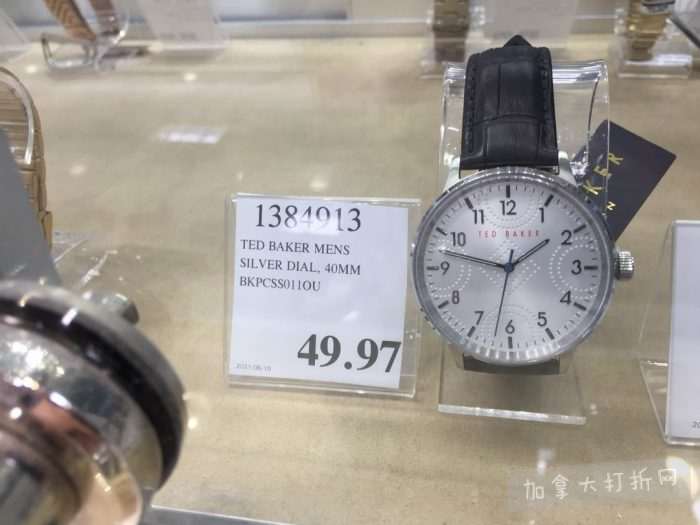 1384913
TED BAKER MENS
SILVER DIAL, 40MM
BKPCSS011OU
49.97
12
11
1
10
2
TED BAKER
9
3
8
4
7
5
6
KER
N
加拿大打折网